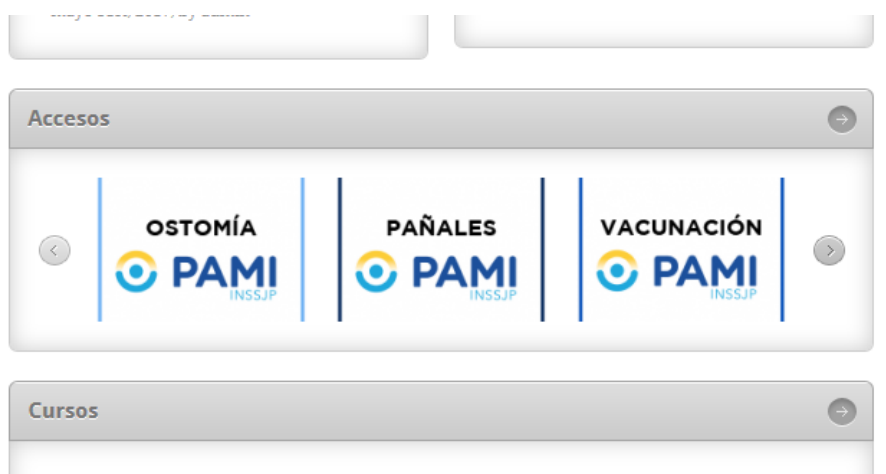 Accesos
OSTOMÍA
PAMI
INSSJP
PAÑALES
PAMI
INSSJP
VACUNACIÓN
PAMI
INSSJP
Cursos